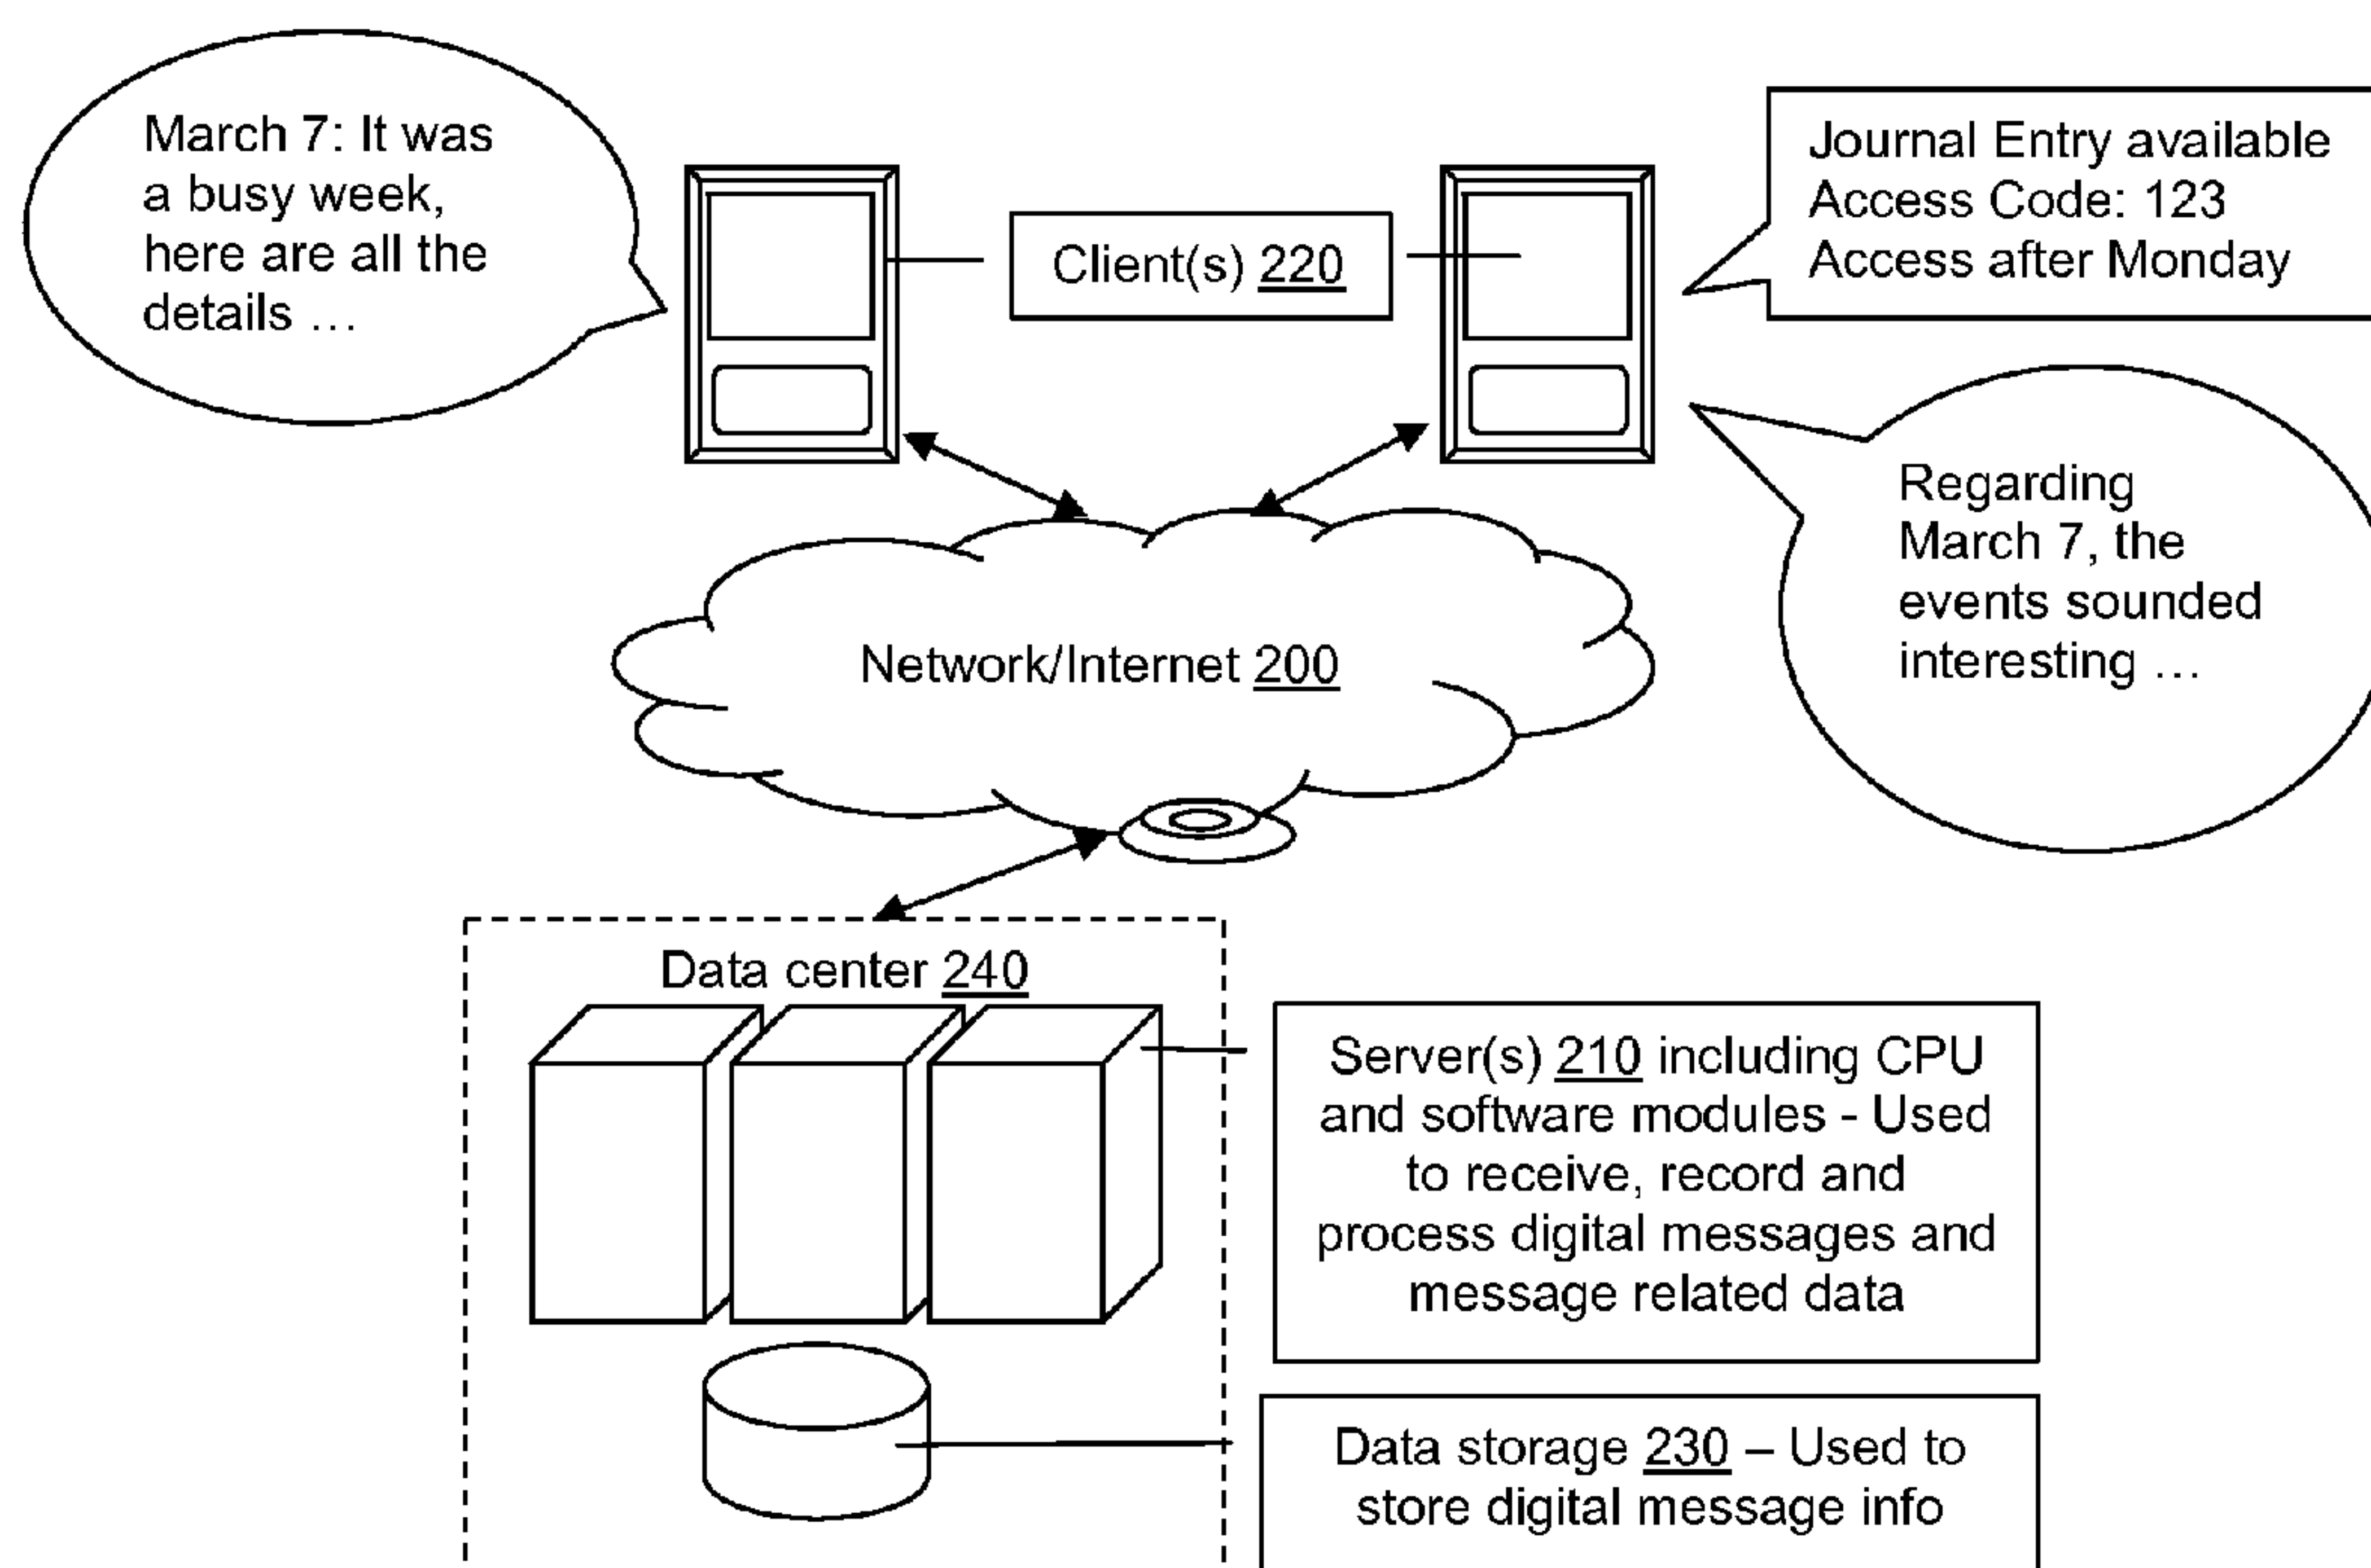 March 7: It was
a busy week,
here are all the
details …
Client(s) 220
Journal Entry available
Access Code: 123
Access after Monday
Regarding
March 7, the
events sounded
interesting …
Network/Internet 200
Data center 240
Server(s) 210 including CPU
and software modules - Used
to receive, record and
process digital messages and
message related data
Data storage 230 – Used to
store digital message info